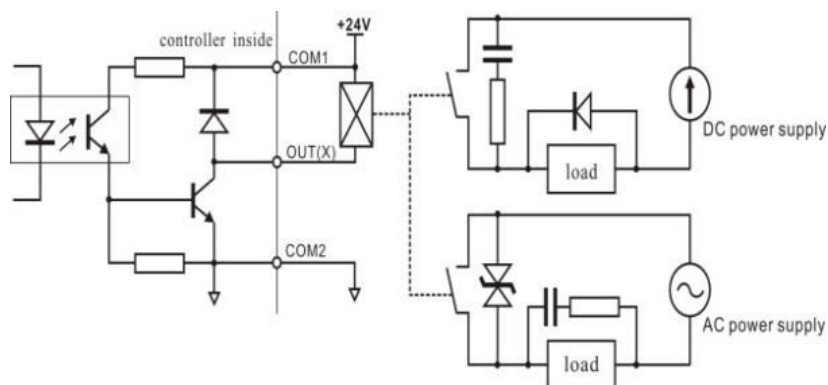 +24V
controller inside
COM1
OUT(X)
COM2
DC power supply
load
AC power supply
load